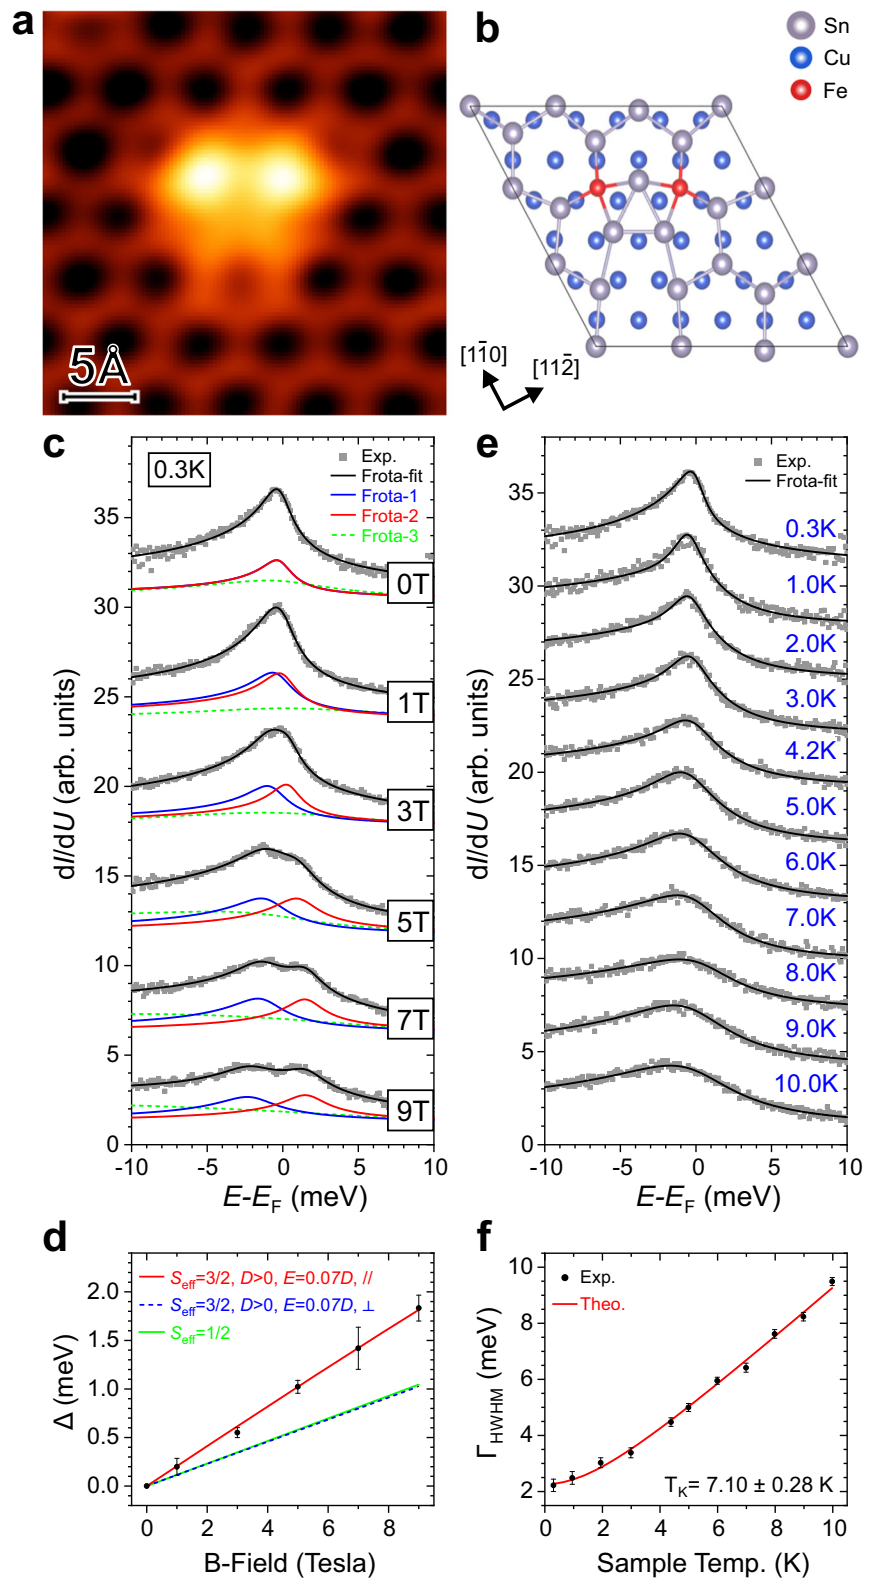 a
5Å
b
Sn
Cu
Fe
[11̄0]
[112̄]
c
0.3K
Exp.
Frota-fit
Frota-1
Frota-2
Frota-3
0T
1T
3T
5T
7T
9T
35
30
25
20
15
10
5
0
dI/dU (arb. units)
-10 -5 0 5 10
E-E_F (meV)
e
Exp.
Frota-fit
0.3K
1.0K
2.0K
3.0K
4.2K
5.0K
6.0K
7.0K
8.0K
9.0K
10.0K
35
30
25
20
15
10
5
0
dI/dU (arb. units)
-10 -5 0 5 10
E-E_F (meV)
d
S_eff=3/2, D>0, E=0.07D, //
S_eff=3/2, D>0, E=0.07D, ⊥
S_eff=1/2
2.0
1.5
1.0
0.5
0.0
Δ (meV)
0 2 4 6 8
B-Field (Tesla)
f
Exp.
Theo.
10
8
6
4
2
Γ_HWHM (meV)
T_K= 7.10 ± 0.28 K
0 2 4 6 8 10
Sample Temp. (K)